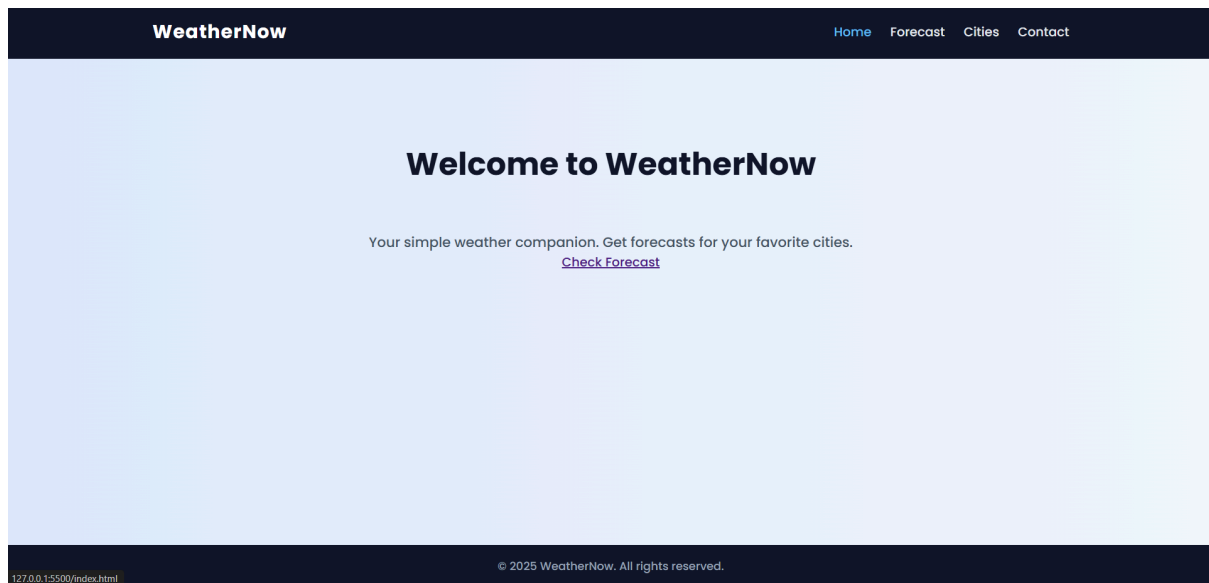 WeatherNow
Home Forecast Cities Contact
Welcome to WeatherNow
Your simple weather companion. Get forecasts for your favorite cities.
Check Forecast
© 2025 WeatherNow. All rights reserved.
127.0.0.1:5500/index.html